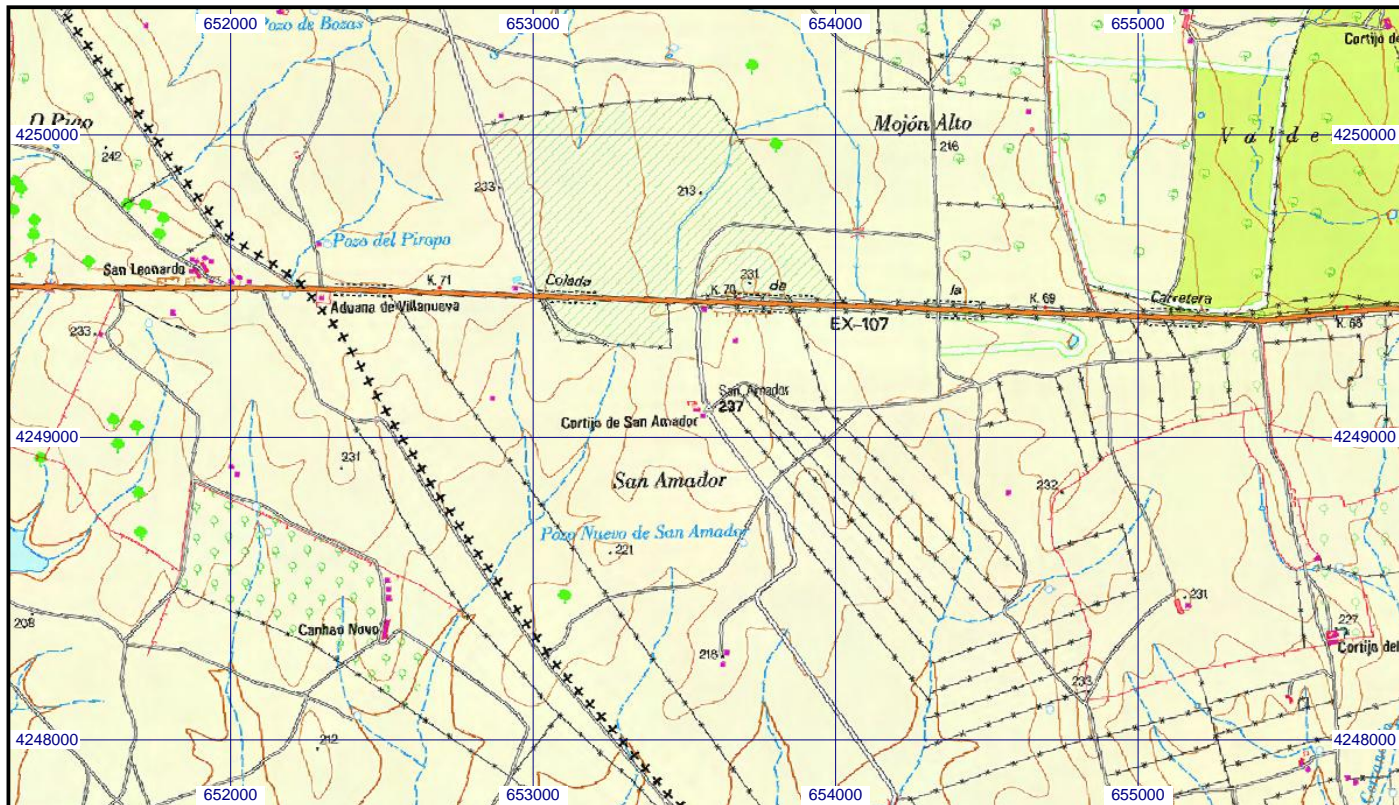 652000 653000 654000 655000
Pozo de Bozas
Cortijo de
4250000 4250000
Mojón Alto
Valde
242
216
233
213
Pozo del Piropo
San Leonardo
K. 71
Colada de la Carretera
231
K. 70
K. 69
K. 68
Aduana de Villanueva
EX-107
233
San Amador
237
Cortijo de San Amador
4249000 4249000
231
San Amador
232
Pozo Nuevo de San Amador
221
231
208
Canhao Novo
227
218
Cortijo del
233
4248000 4248000
212
652000 653000 654000 655000